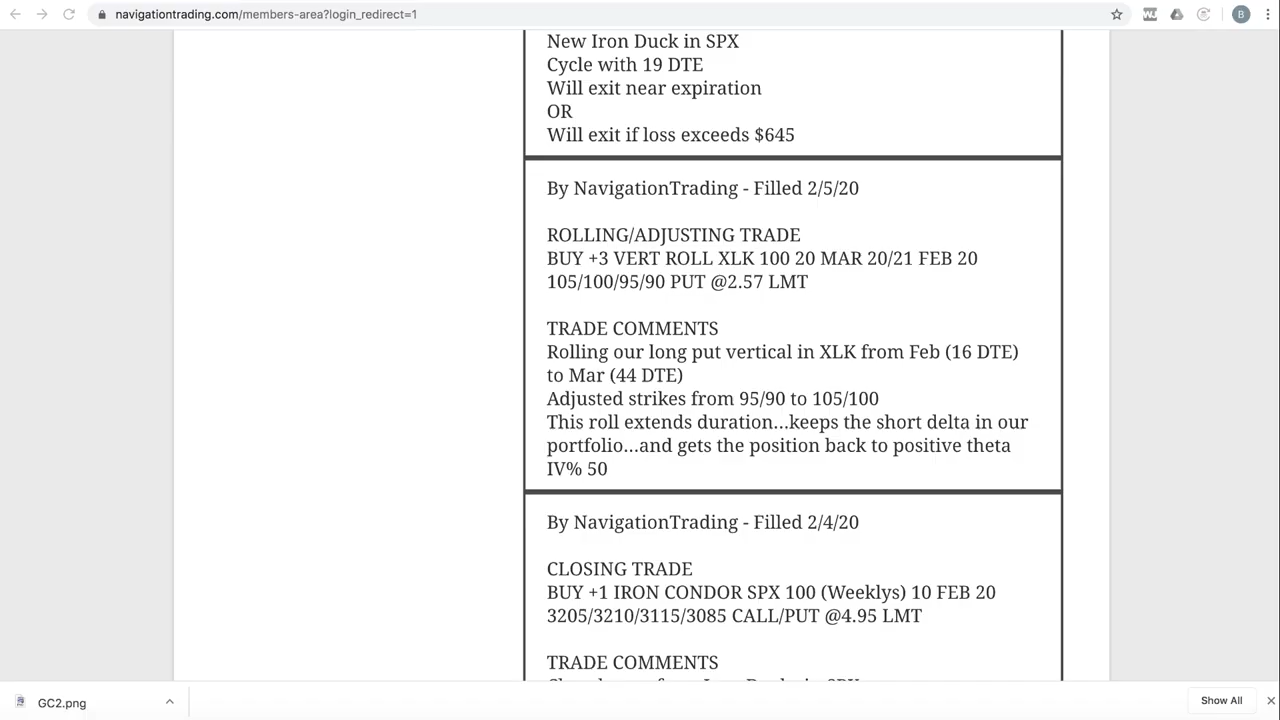 navigationtrading.com/members-area?login_redirect=1
B
New Iron Duck in SPX
Cycle with 19 DTE
Will exit near expiration
OR
Will exit if loss exceeds $645
By NavigationTrading - Filled 2/5/20
ROLLING/ADJUSTING TRADE
BUY +3 VERT ROLL XLK 100 20 MAR 20/21 FEB 20
105/100/95/90 PUT @2.57 LMT
TRADE COMMENTS
Rolling our long put vertical in XLK from Feb (16 DTE)
to Mar (44 DTE)
Adjusted strikes from 95/90 to 105/100
This roll extends duration...keeps the short delta in our
portfolio...and gets the position back to positive theta
IV% 50
By NavigationTrading - Filled 2/4/20
CLOSING TRADE
BUY +1 IRON CONDOR SPX 100 (Weeklys) 10 FEB 20
3205/3210/3115/3085 CALL/PUT @4.95 LMT
TRADE COMMENTS
GC2.png
Show All